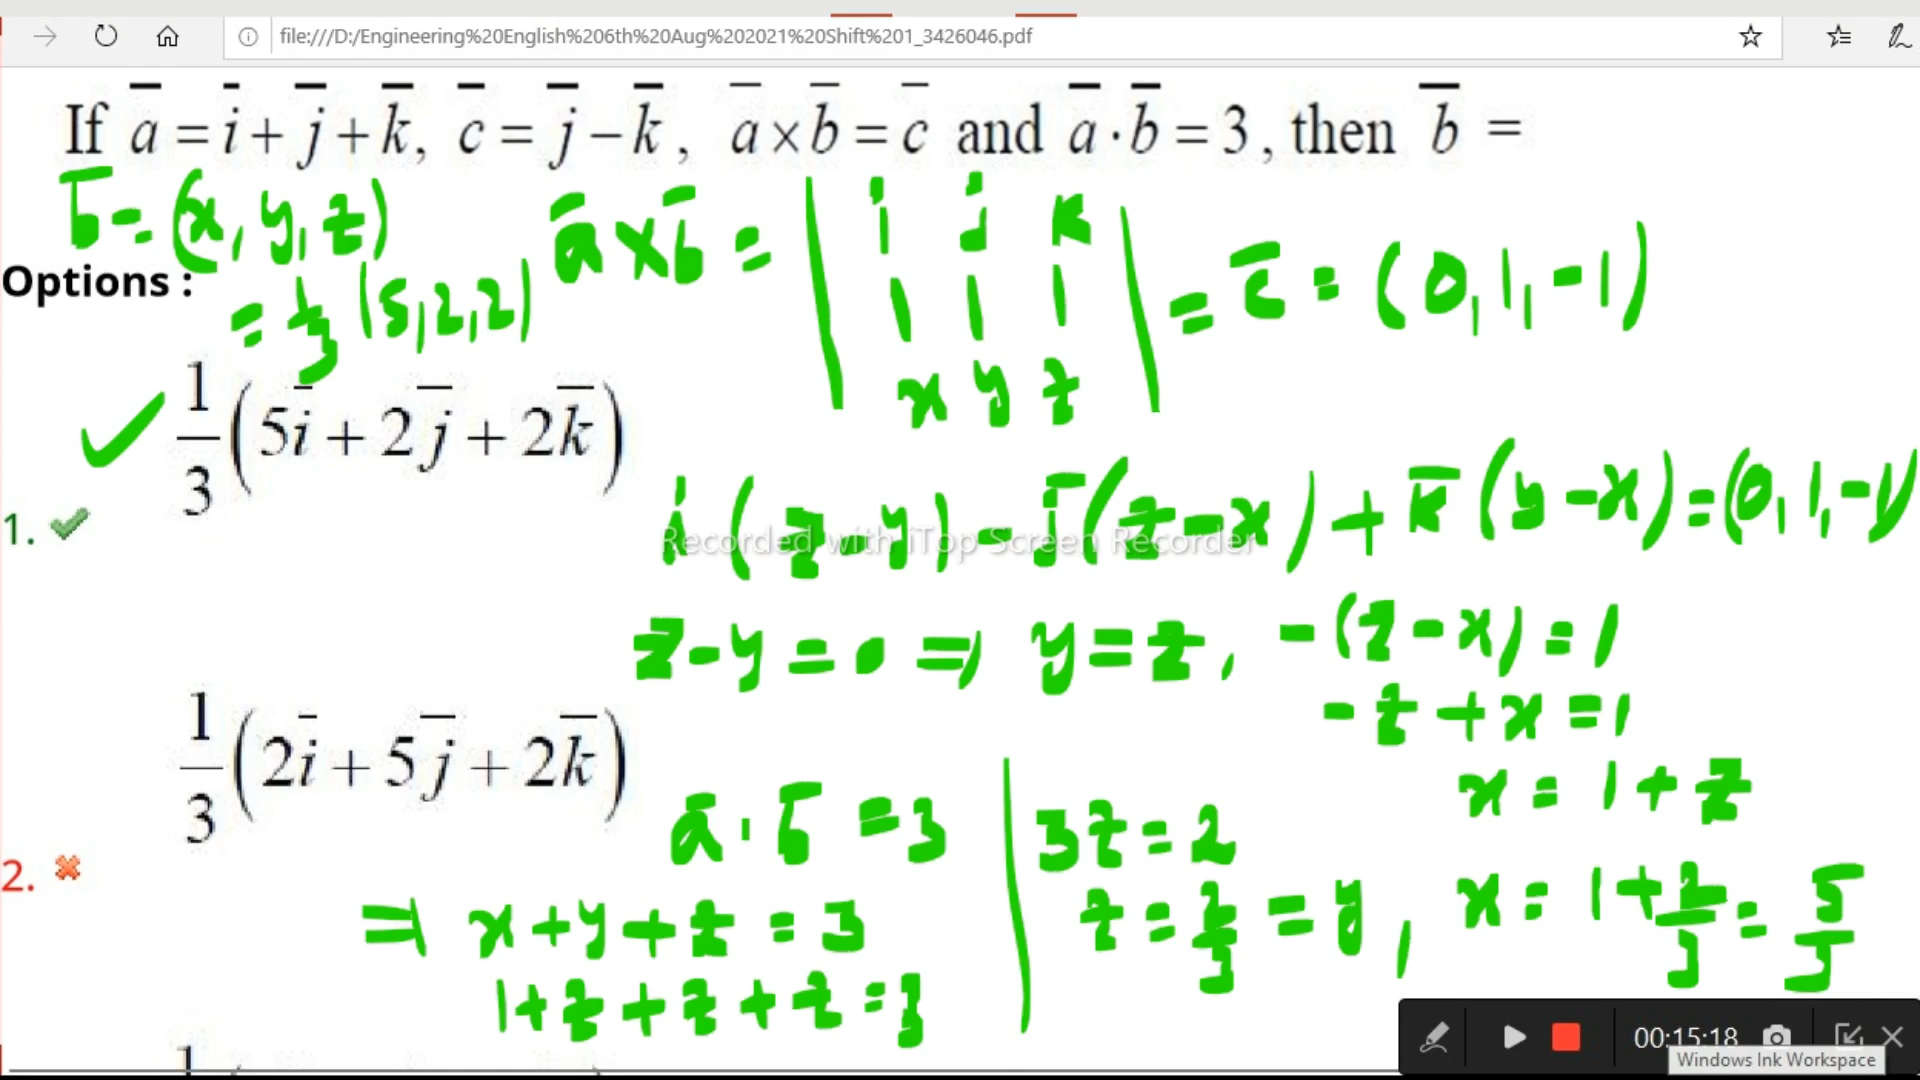 file:///D:/Engineering%20English%206th%20Aug%202021%20Shift%201_3426046.pdf
If a̅ = i̅ + j̅ + k̅, c̅ = j̅ − k̅, a̅ × b̅ = c̅ and a̅ · b̅ = 3, then b̅ =
b̅ = (x, y, z)
= 1/3 (5, 2, 2)
a̅ × b̅ = | i j k
1 1 1
x y z | = c̅ = (0, 1, −1)
Options :
1. 1/3 (5i̅ + 2j̅ + 2k̅)
i (z − y) − j̅ (z − x) + k̅ (y − x) = (0, 1, −1)
Recorded with iTop Screen Recorder
z − y = 0 ⇒ y = z, −(z − x) = 1
−z + x = 1
x = 1 + z
2. 1/3 (2i̅ + 5j̅ + 2k̅)
a̅ · b̅ = 3
⇒ x + y + z = 3
1 + z + z + z = 3
3z = 2
z = 2/3 = y, x = 1 + 2/3 = 5/3
1
00:15:18
Windows Ink Workspace